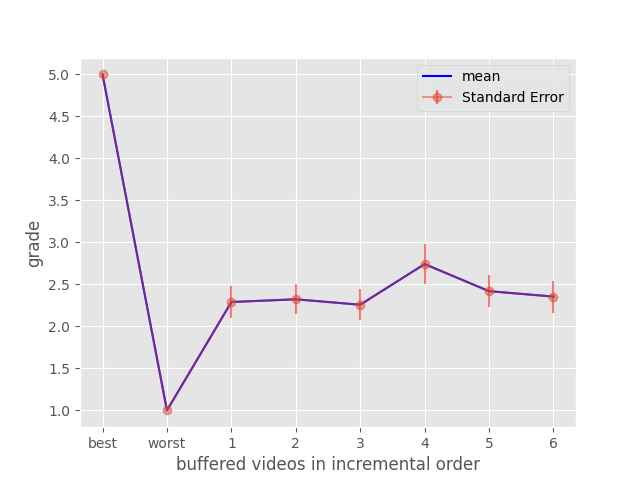 mean
Standard Error
5.0
4.5
4.0
3.5
3.0
2.5
2.0
1.5
1.0
grade
best worst 1 2 3 4 5 6
buffered videos in incremental order